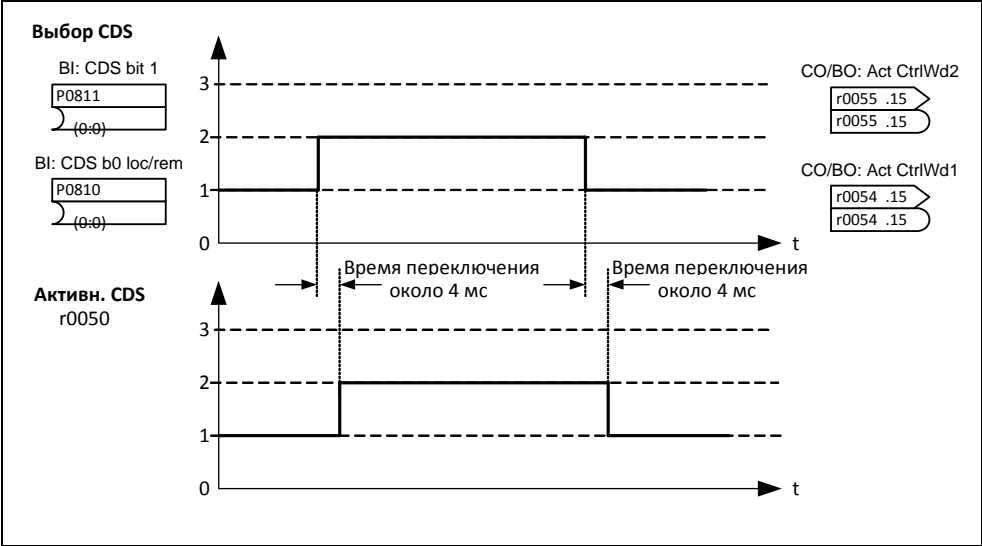 Выбор CDS
BI: CDS bit 1
P0811
(0:0)
BI: CDS b0 loc/rem
P0810
(0:0)
3
2
1
0
t
CO/BO: Act CtrlWd2
r0055 .15
r0055 .15
CO/BO: Act CtrlWd1
r0054 .15
r0054 .15
Время переключения
около 4 мс
Время переключения
около 4 мс
Активн. CDS
r0050
3
2
1
0
t